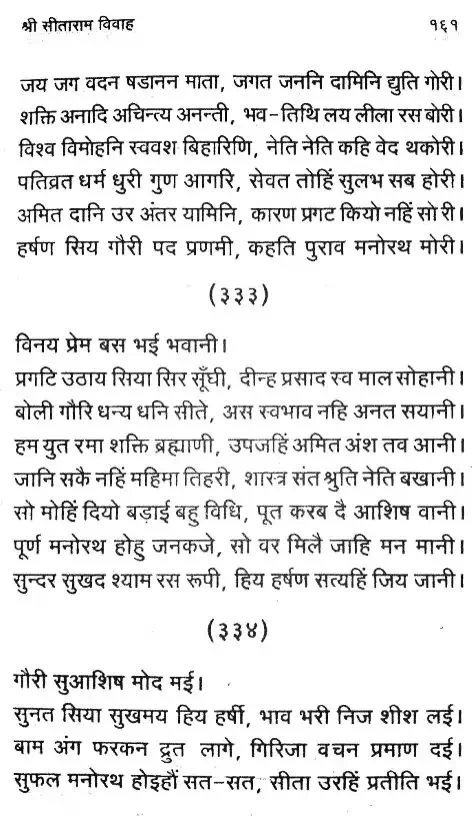 श्री सीताराम विवाह १६१
जय जग वदन षडानन माता, जगत जननि दामिनि द्युति गोरी।
शक्ति अनादि अचिन्त्य अनन्ती, भव-तिथि लय लीला रस बोरी।
विश्व विमोहनि स्ववश बिहारिणि, नेति नेति कहि वेद थकोरी।
पतिव्रत धर्म धुरी गुण आगरि, सेवत तोहिं सुलभ सब होरी।
अमित दानि उर अंतर यामिनि, कारण प्रगट कियो नहिं सो री।
हर्षण सिय गौरी पद प्रणमी, कहति पुराव मनोरथ मोरी।
(३३३)
विनय प्रेम बस भई भवानी।
प्रगटि उठाय सिया सिर सूँघी, दीन्ह प्रसाद स्व माल सोहानी।
बोली गौरि धन्य धनि सीते, अस स्वभाव नहि अनत सयानी।
हम युत रमा शक्ति ब्रह्माणी, उपजहिं अमित अंश तव आनी।
जानि सकै नहिं महिमा तिहरी, शास्त्र संत श्रुति नेति बखानी।
सो मोहिं दियो बड़ाई बहु विधि, पूत करब दै आशिष वानी।
पूर्ण मनोरथ होहु जनकजे, सो वर मिलै जाहि मन मानी।
सुन्दर सुखद श्याम रस रूपी, हिय हर्षण सत्यहिं जिय जानी।
(३३४)
गौरी सुआशिष मोद मई।
सुनत सिया सुखमय हिय हर्षी, भाव भरी निज शीश लई।
बाम अंग फरकन द्रुत लागे, गिरिजा वचन प्रमाण दई।
सुफल मनोरथ होइहौं सत-सत, सीता उरहिं प्रतीति भई।